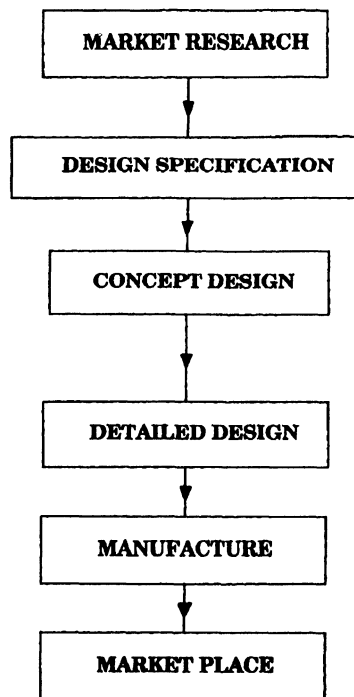 MARKET RESEARCH
DESIGN SPECIFICATION
CONCEPT DESIGN
DETAILED DESIGN
MANUFACTURE
MARKET PLACE